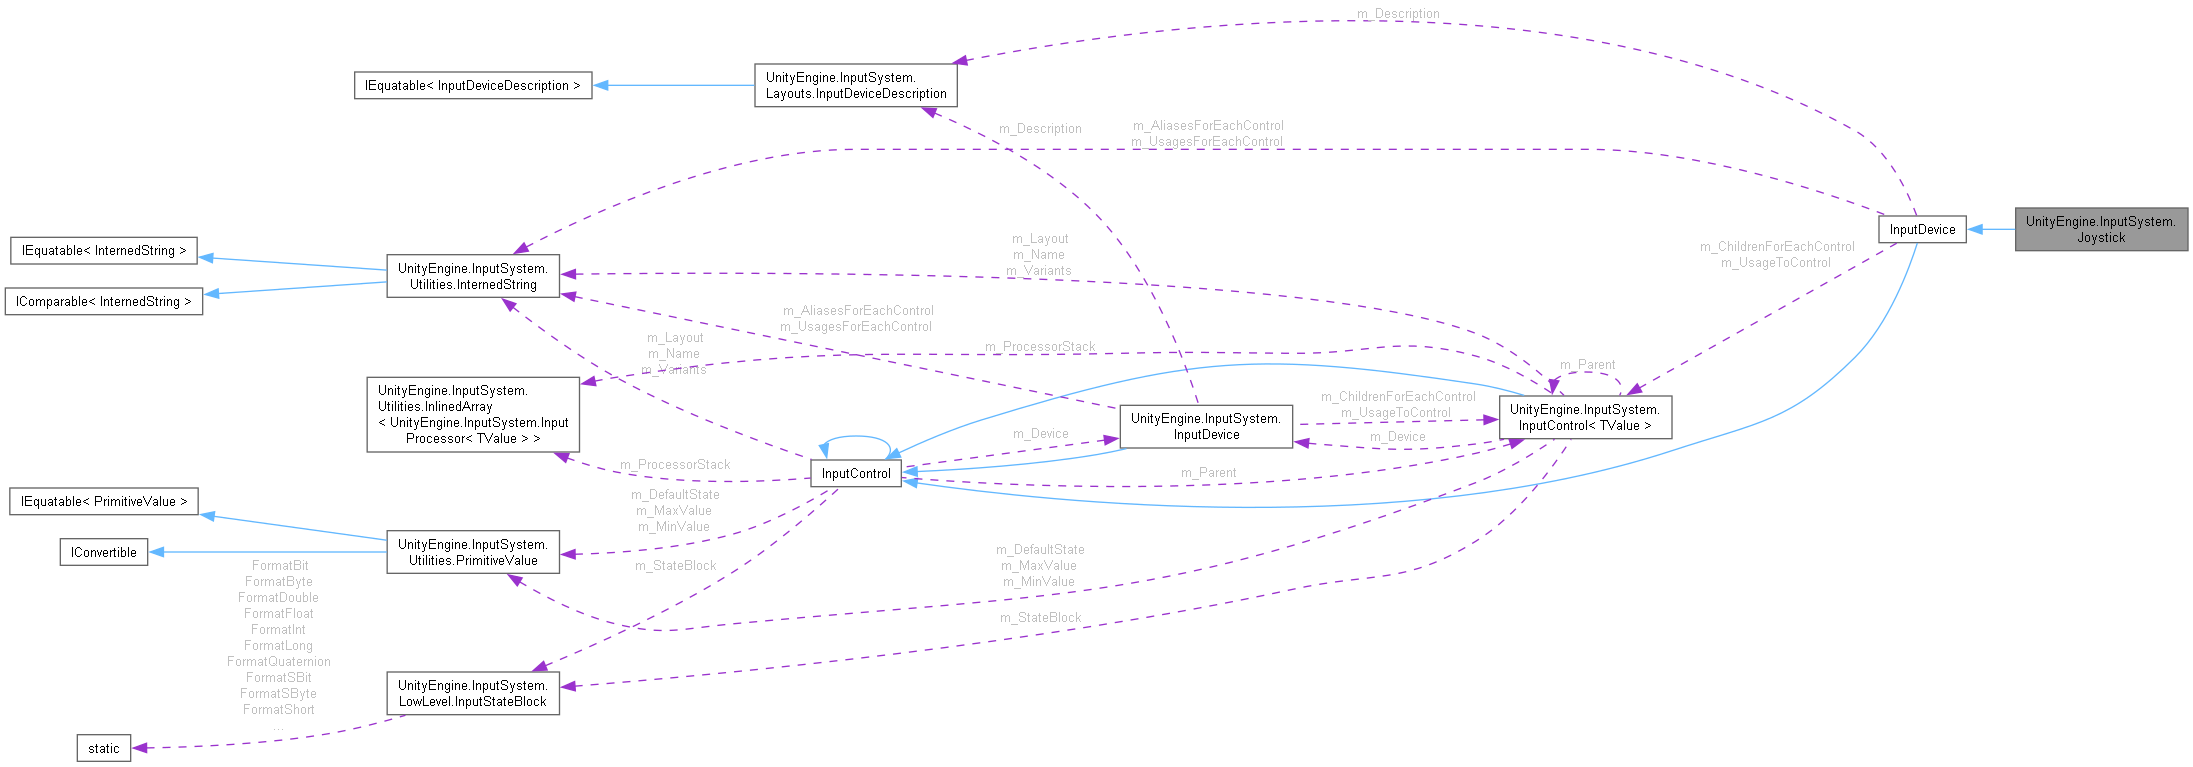 m_Description
IEquatable< InputDeviceDescription >
UnityEngine.InputSystem.
Layouts.InputDeviceDescription
m_Description
m_AliasesForEachControl
m_UsagesForEachControl
UnityEngine.InputSystem.
Joystick
InputDevice
IEquatable< InternedString >
IComparable< InternedString >
UnityEngine.InputSystem.
Utilities.InternedString
m_Layout
m_Name
m_Variants
m_ChildrenForEachControl
m_UsageToControl
m_AliasesForEachControl
m_UsagesForEachControl
m_Layout
m_Name
m_Variants
m_ProcessorStack
m_Parent
UnityEngine.InputSystem.
Utilities.InlinedArray
< UnityEngine.InputSystem.Input
Processor< TValue > >
UnityEngine.InputSystem.
InputDevice
m_ChildrenForEachControl
m_UsageToControl
UnityEngine.InputSystem.
InputControl< TValue >
m_Device
m_Device
m_ProcessorStack
InputControl
m_Parent
IEquatable< PrimitiveValue >
IConvertible
UnityEngine.InputSystem.
Utilities.PrimitiveValue
m_DefaultState
m_MaxValue
m_MinValue
m_StateBlock
m_DefaultState
m_MaxValue
m_MinValue
m_StateBlock
FormatBit
FormatByte
FormatDouble
FormatFloat
FormatInt
FormatLong
FormatQuaternion
FormatSBit
FormatSByte
FormatShort
...
UnityEngine.InputSystem.
LowLevel.InputStateBlock
static